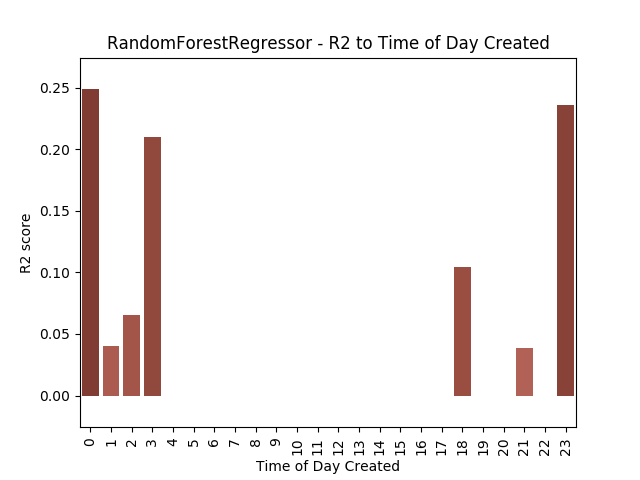 RandomForestRegressor - R2 to Time of Day Created
R2 score
0.25
0.20
0.15
0.10
0.05
0.00
0 1 2 3 4 5 6 7 8 9 10 11 12 13 14 15 16 17 18 19 20 21 22 23
Time of Day Created